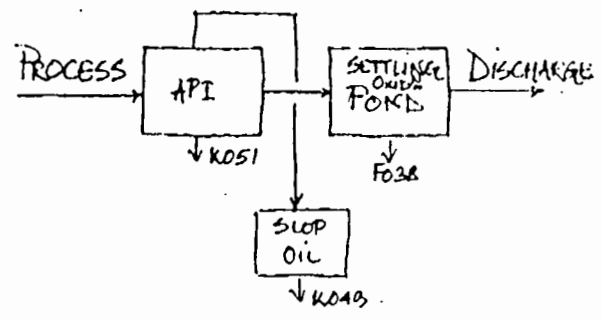 PROCESS
API
SETTLING
POND
DISCHARGE
K051
F038
SLOP
OIL
K049